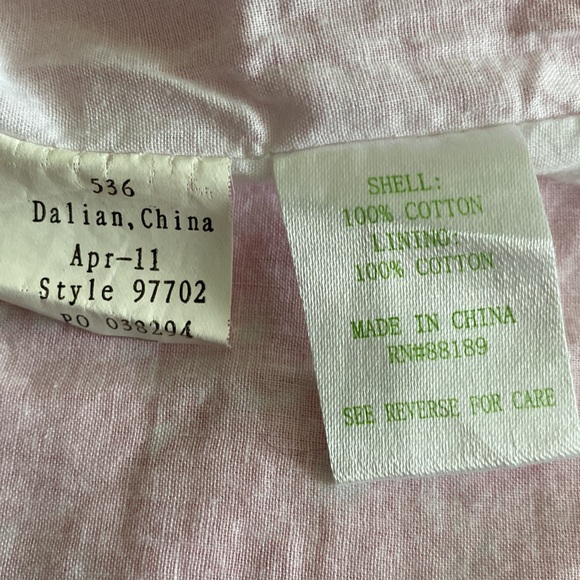 536
Dalian, China
Apr-11
Style 97702
PO 038294
SHELL:
100% COTTON
LINING:
100% COTTON
MADE IN CHINA
RN#88189
SEE REVERSE FOR CARE